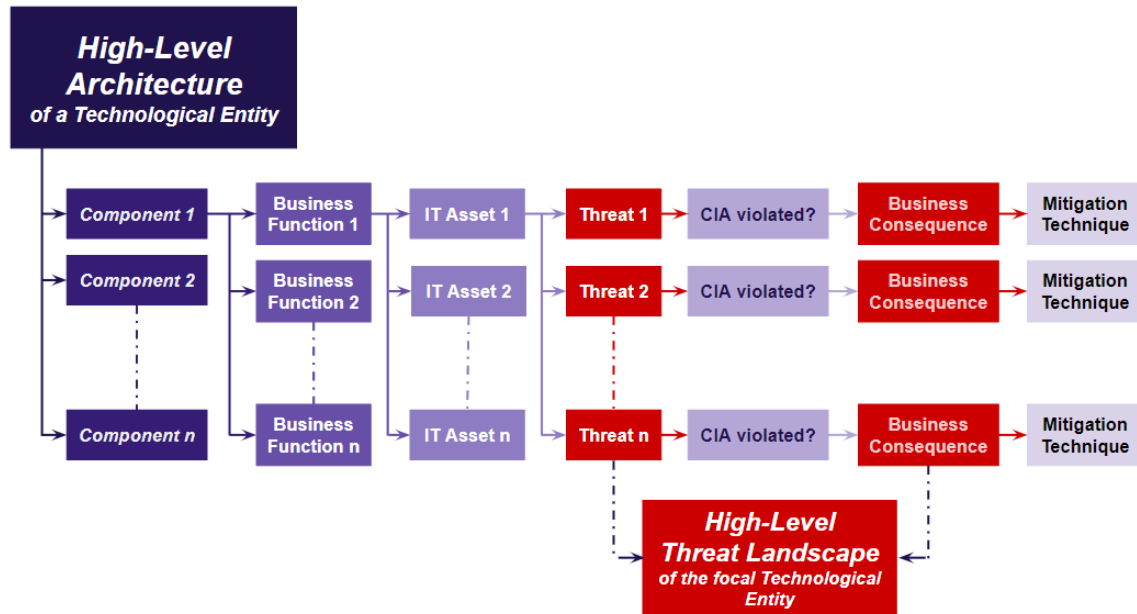 High-Level
Architecture
of a Technological Entity
Component 1
Business
Function 1
IT Asset 1
Threat 1
CIA violated?
Business
Consequence
Mitigation
Technique
Component 2
Business
Function 2
IT Asset 2
Threat 2
CIA violated?
Business
Consequence
Mitigation
Technique
Component n
Business
Function n
IT Asset n
Threat n
CIA violated?
Business
Consequence
Mitigation
Technique
High-Level
Threat Landscape
of the focal Technological
Entity